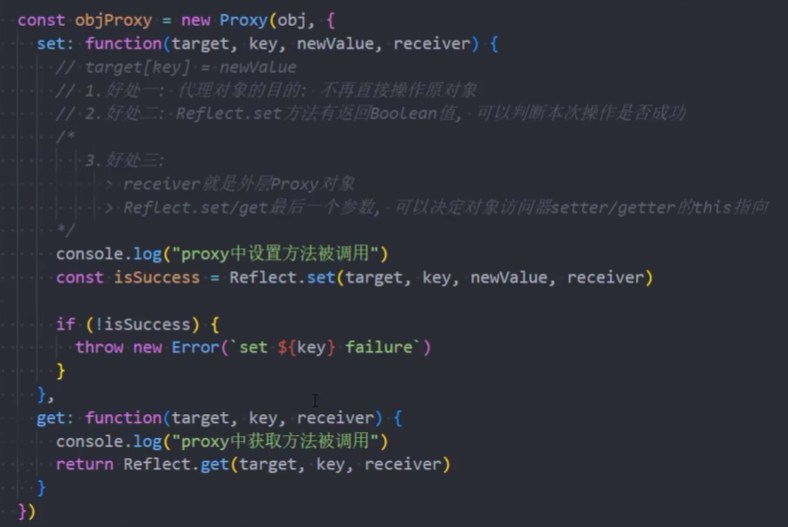 const objProxy = new Proxy(obj, {
  set: function(target, key, newValue, receiver) {
    // target[key] = newValue
    // 1.好处一: 代理对象的目的: 不再直接操作原对象
    // 2.好处二: Reflect.set方法有返回Boolean值, 可以判断本次操作是否成功
    /*
       3.好处三:
         > receiver就是外层Proxy对象
         > Reflect.set/get最后一个参数, 可以决定对象访问器setter/getter的this指向
    */
    console.log("proxy中设置方法被调用")
    const isSuccess = Reflect.set(target, key, newValue, receiver)
    if (!isSuccess) {
      throw new Error(`set ${key} failure`)
    }
  },
  get: function(target, key, receiver) {
    console.log("proxy中获取方法被调用")
    return Reflect.get(target, key, receiver)
  }
})